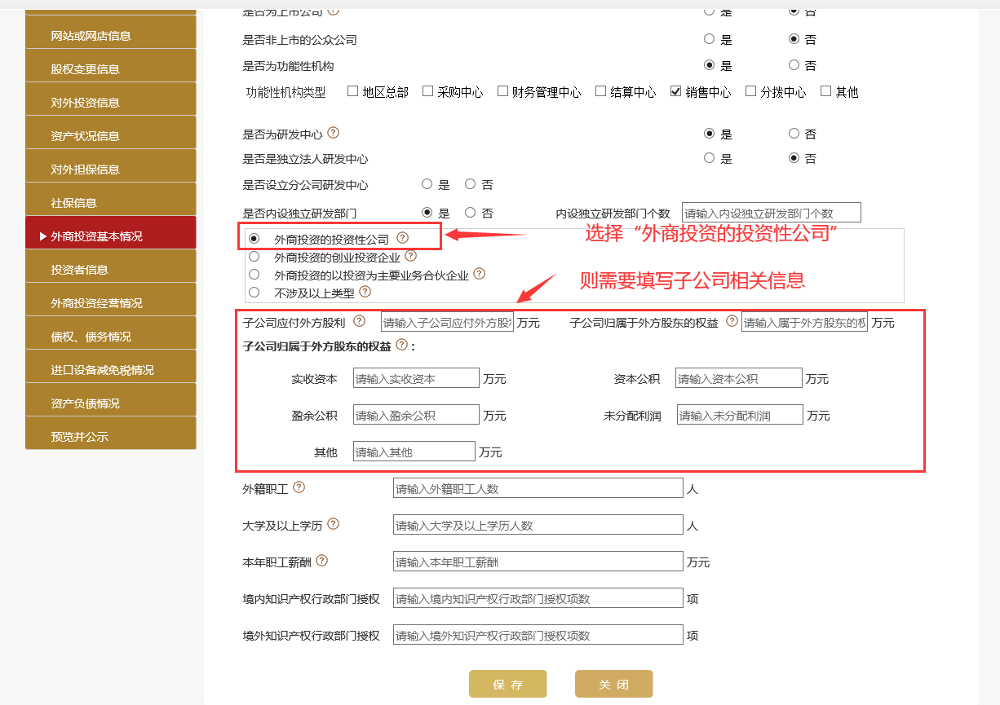 是否为上市公司 ? 是 否
网站或网店信息
是否非上市的公众公司 是 否
股权变更信息
是否为功能性机构 是 否
对外投资信息
功能性机构类型 地区总部 采购中心 财务管理中心 结算中心 销售中心 分拨中心 其他
资产状况信息
是否为研发中心 ? 是 否
对外担保信息
是否是独立法人研发中心 是 否
社保信息
是否设立分公司研发中心 是 否
是否内设独立研发部门 是 否 内设独立研发部门个数 请输入内设独立研发部门个数
外商投资基本情况
外商投资的投资性公司 ? 选择“外商投资的投资性公司”
外商投资的创业投资企业 ?
投资者信息
外商投资的以投资为主要业务合伙企业 ?
则需要填写子公司相关信息
不涉及以上类型 ?
外商投资经营情况
子公司应付外方股利 ? 请输入子公司应付外方股 万元 子公司归属于外方股东的权益 ? 请输入属于外方股东的权 万元
债权、债务情况
子公司归属于外方股东的权益 ? :
进口设备减免税情况
实收资本 请输入实收资本 万元 资本公积 请输入资本公积 万元
资产负债情况
盈余公积 请输入盈余公积 万元 未分配利润 请输入未分配利润 万元
预览并公示
其他 请输入其他 万元
外籍职工 ? 请输入外籍职工人数 人
大学及以上学历 ? 请输入大学及以上学历人数 人
本年职工薪酬 ? 请输入本年职工薪酬 万元
境内知识产权行政部门授权 请输入境内知识产权行政部门授权项数 项
境外知识产权行政部门授权 请输入境外知识产权行政部门授权项数 项
保 存 关 闭